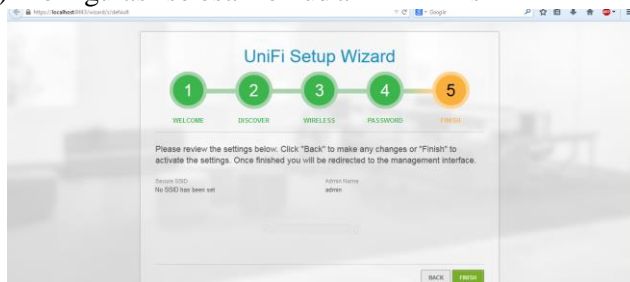 https://localhost:8443/wizard/s/default
Google
UniFi Setup Wizard
1 2 3 4 5
WELCOME DISCOVER WIRELESS PASSWORD FINISH
Please review the settings below. Click "Back" to make any changes or "Finish" to
activate the settings. Once finished you will be redirected to the management interface.
Secure SSID Admin Name
No SSID has been set admin
BACK FINISH